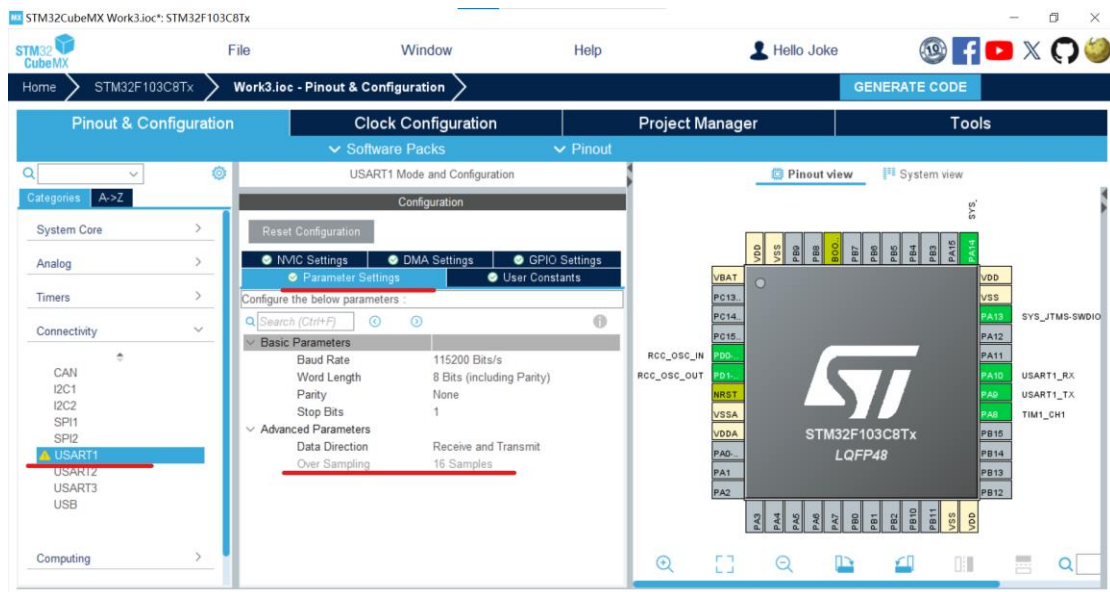 STM32CubeMX Work3.ioc*: STM32F103C8Tx
STM32 CubeMX
File Window Help Hello Joke
Home STM32F103C8Tx Work3.ioc - Pinout & Configuration GENERATE CODE
Pinout & Configuration Clock Configuration Project Manager Tools
Software Packs Pinout
Categories A->Z
System Core
Analog
Timers
Connectivity
CAN
I2C1
I2C2
SPI1
SPI2
USART1
USART2
USART3
USB
Computing
USART1 Mode and Configuration
Configuration
Reset Configuration
NVIC Settings DMA Settings GPIO Settings
Parameter Settings User Constants
Configure the below parameters :
Search (Ctrl+F)
Basic Parameters
Baud Rate 115200 Bits/s
Word Length 8 Bits (including Parity)
Parity None
Stop Bits 1
Advanced Parameters
Data Direction Receive and Transmit
Over Sampling 16 Samples
Pinout view System view
SYS_
VDD VSS PB9 PB8 BOO.. PB7 PB6 PB5 PB4 PB3 PA15 PA14
VBAT VDD
PC13.. VSS
PC14.. PA13 SYS_JTMS-SWDIO
PC15.. PA12
RCC_OSC_IN PD0-.. PA11
RCC_OSC_OUT PD1-.. PA10 USART1_RX
NRST PA9 USART1_TX
VSSA PA8 TIM1_CH1
VDDA STM32F103C8Tx PB15
PA0-.. LQFP48 PB14
PA1 PB13
PA2 PB12
PA3 PA4 PA5 PA6 PA7 PB0 PB1 PB2 PB10 PB11 VSS VDD